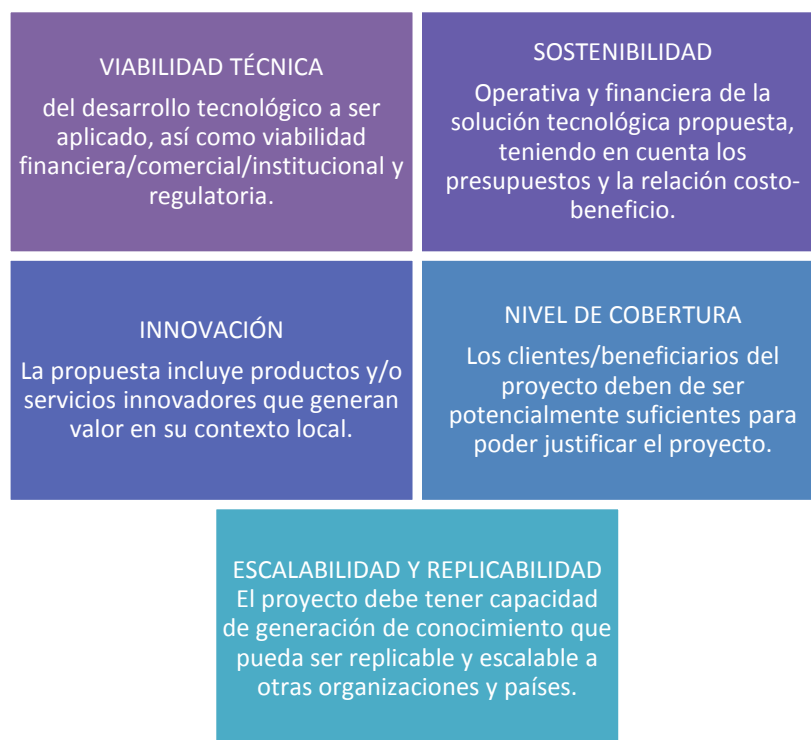 VIABILIDAD TÉCNICA
del desarrollo tecnológico a ser
aplicado, así como viabilidad
financiera/comercial/institucional y
regulatoria.
SOSTENIBILIDAD
Operativa y financiera de la
solución tecnológica propuesta,
teniendo en cuenta los
presupuestos y la relación costo-
beneficio.
INNOVACIÓN
La propuesta incluye productos y/o
servicios innovadores que generan
valor en su contexto local.
NIVEL DE COBERTURA
Los clientes/beneficiarios del
proyecto deben de ser
potencialmente suficientes para
poder justificar el proyecto.
ESCALABILIDAD Y REPLICABILIDAD
El proyecto debe tener capacidad
de generación de conocimiento que
pueda ser replicable y escalable a
otras organizaciones y países.